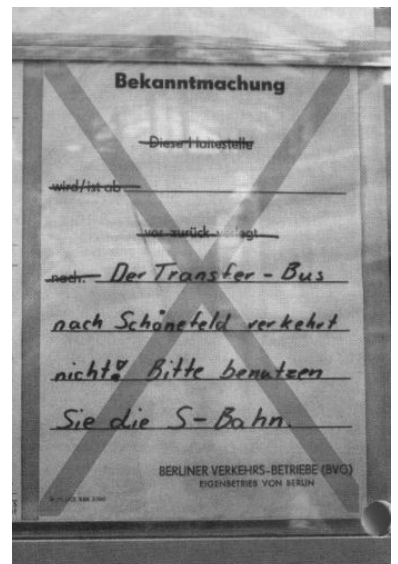 Bekanntmachung
Diese Haltestelle
wird/ist ab
vor zurück verlegt
nach:
Der Transfer-Bus
nach Schönefeld verkehrt
nicht! Bitte benutzen
Sie die S-Bahn.
BERLINER VERKEHRS-BETRIEBE (BVG)
EIGENBETRIEB VON BERLIN